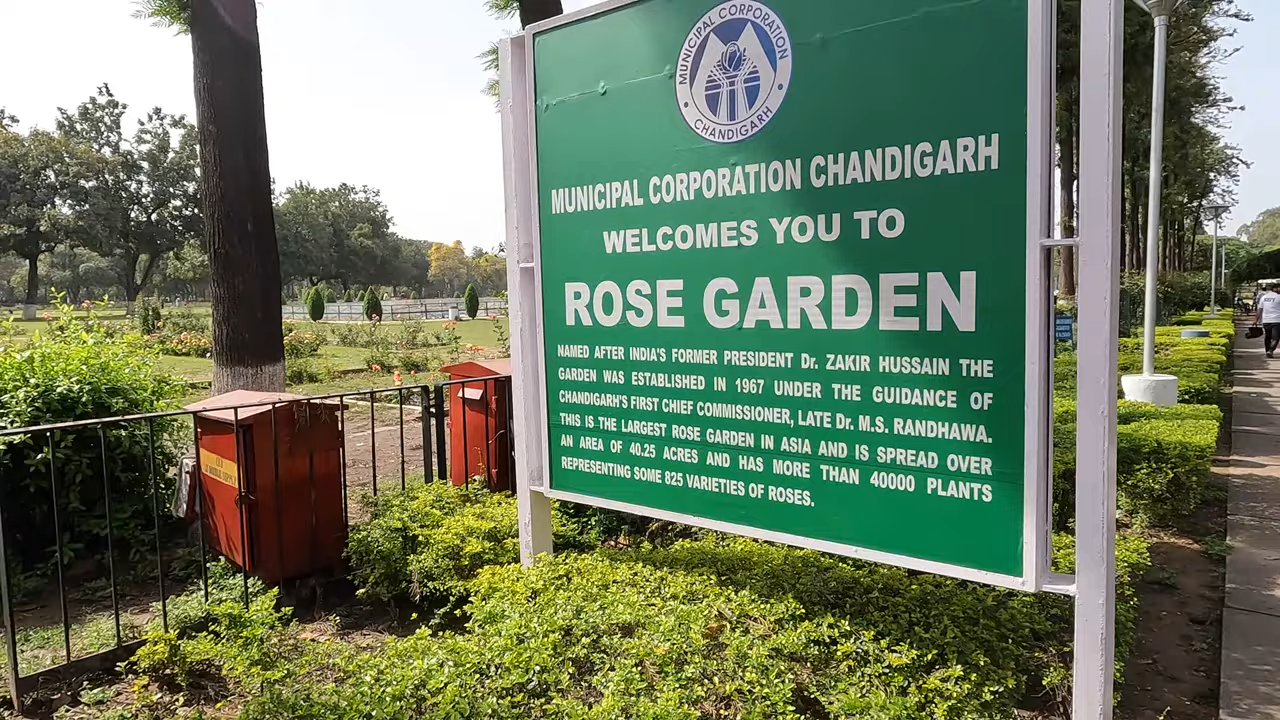 MUNICIPAL CORPORATION
CHANDIGARH
MUNICIPAL CORPORATION CHANDIGARH
WELCOMES YOU TO
ROSE GARDEN
NAMED AFTER INDIA'S FORMER PRESIDENT Dr. ZAKIR HUSSAIN THE
GARDEN WAS ESTABLISHED IN 1967 UNDER THE GUIDANCE OF
CHANDIGARH'S FIRST CHIEF COMMISSIONER, LATE Dr. M.S. RANDHAWA.
THIS IS THE LARGEST ROSE GARDEN IN ASIA AND IS SPREAD OVER
AN AREA OF 40.25 ACRES AND HAS MORE THAN 40000 PLANTS
REPRESENTING SOME 825 VARIETIES OF ROSES.